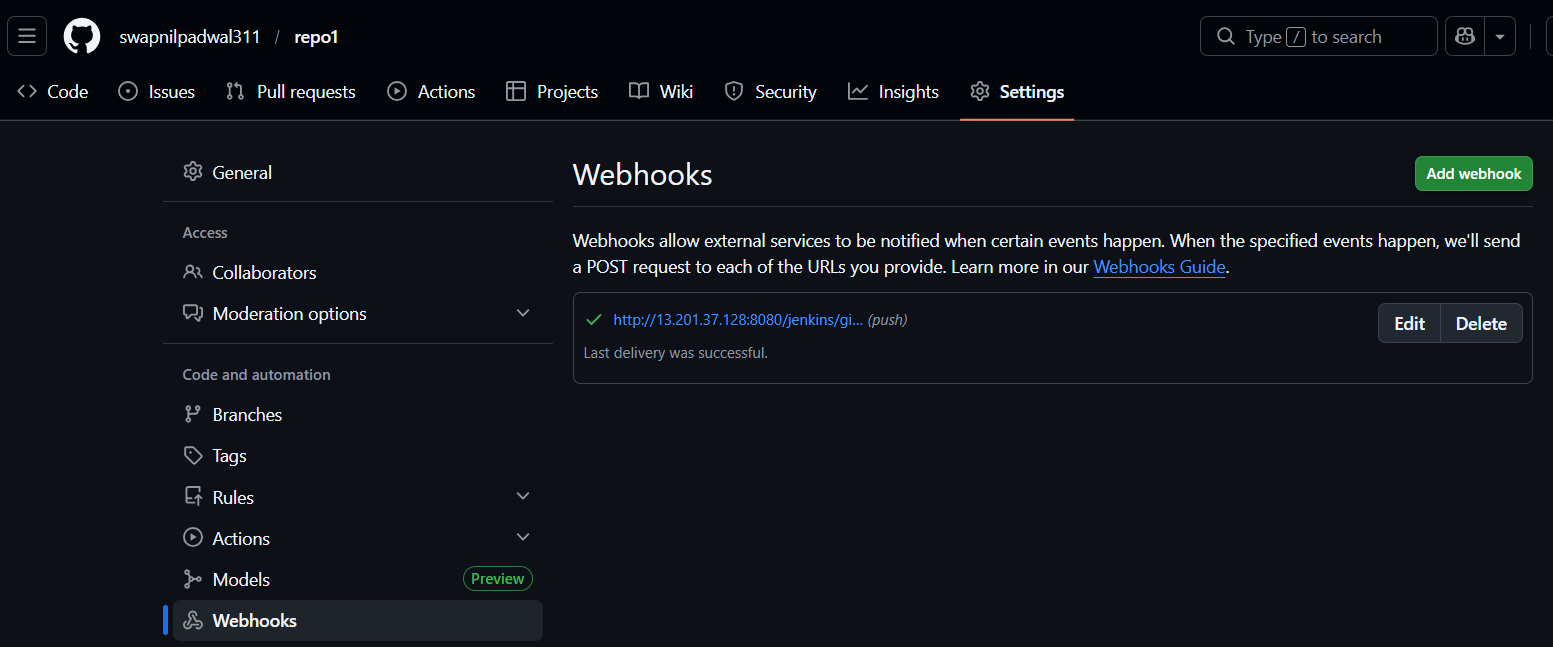 swapnilpadwal311 / repo1
Type / to search
Code Issues Pull requests Actions Projects Wiki Security Insights Settings
General
Access
Collaborators
Moderation options
Code and automation
Branches
Tags
Rules
Actions
Models Preview
Webhooks
Webhooks
Add webhook
Webhooks allow external services to be notified when certain events happen. When the specified events happen, we'll send
a POST request to each of the URLs you provide. Learn more in our Webhooks Guide.
http://13.201.37.128:8080/jenkins/gi... (push)
Edit Delete
Last delivery was successful.